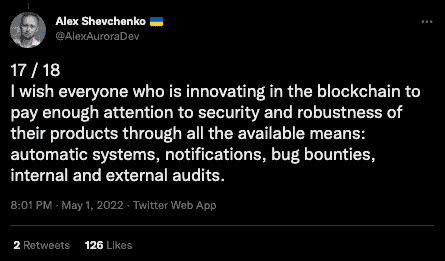 Alex Shevchenko 🇺🇦
@AlexAuroraDev
17 / 18
I wish everyone who is innovating in the blockchain to
pay enough attention to security and robustness of
their products through all the available means:
automatic systems, notifications, bug bounties,
internal and external audits.
8:01 PM · May 1, 2022 · Twitter Web App
2 Retweets 126 Likes